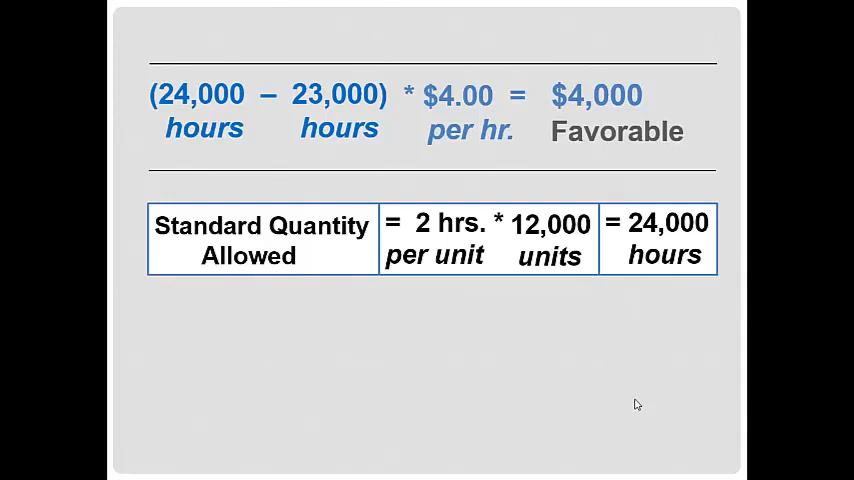 (24,000 – 23,000) * $4.00 = $4,000
hours hours per hr. Favorable
Standard Quantity = 2 hrs. * 12,000 = 24,000
Allowed per unit units hours